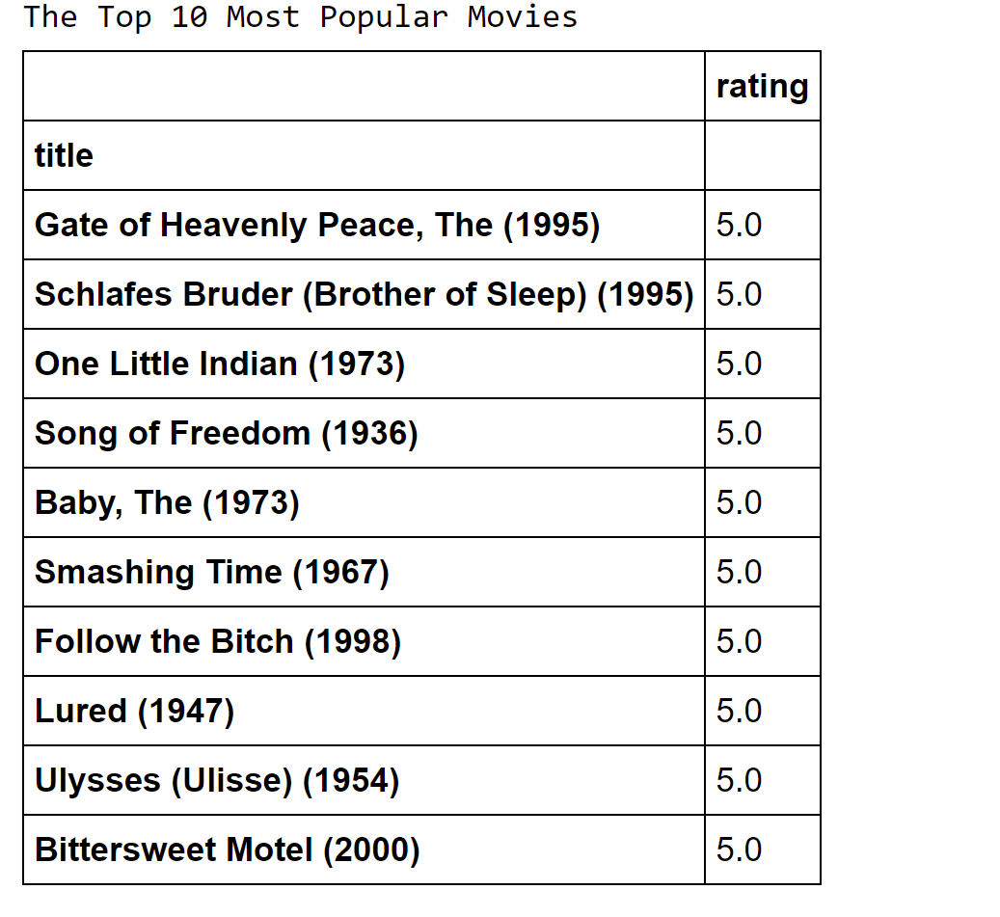 The Top 10 Most Popular Movies
rating
title
Gate of Heavenly Peace, The (1995) 5.0
Schlafes Bruder (Brother of Sleep) (1995) 5.0
One Little Indian (1973) 5.0
Song of Freedom (1936) 5.0
Baby, The (1973) 5.0
Smashing Time (1967) 5.0
Follow the Bitch (1998) 5.0
Lured (1947) 5.0
Ulysses (Ulisse) (1954) 5.0
Bittersweet Motel (2000) 5.0